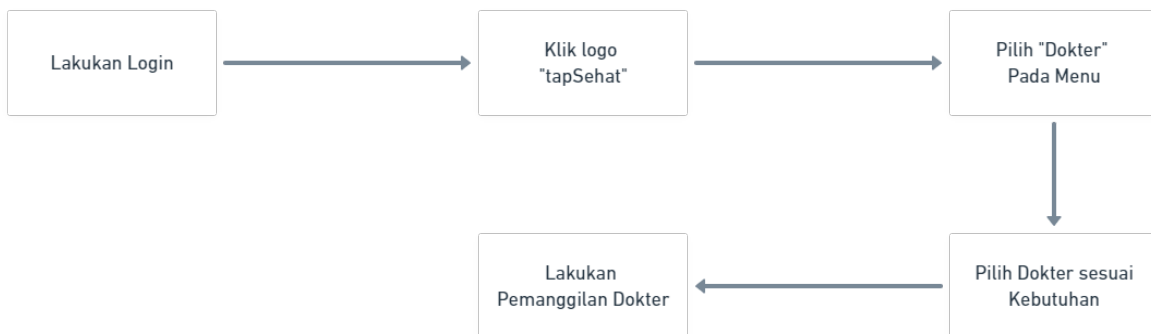 Lakukan Login
Klik logo
"tapSehat"
Pilih "Dokter"
Pada Menu
Pilih Dokter sesuai
Kebutuhan
Lakukan
Pemanggilan Dokter